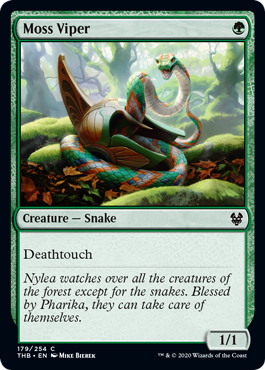 Moss Viper
Creature — Snake
Deathtouch
Nylea watches over all the creatures of
the forest except for the snakes. Blessed
by Pharika, they can take care of
themselves.
1/1
179/254 C
THB • EN Mike Bierek
™ & © 2020 Wizards of the Coast